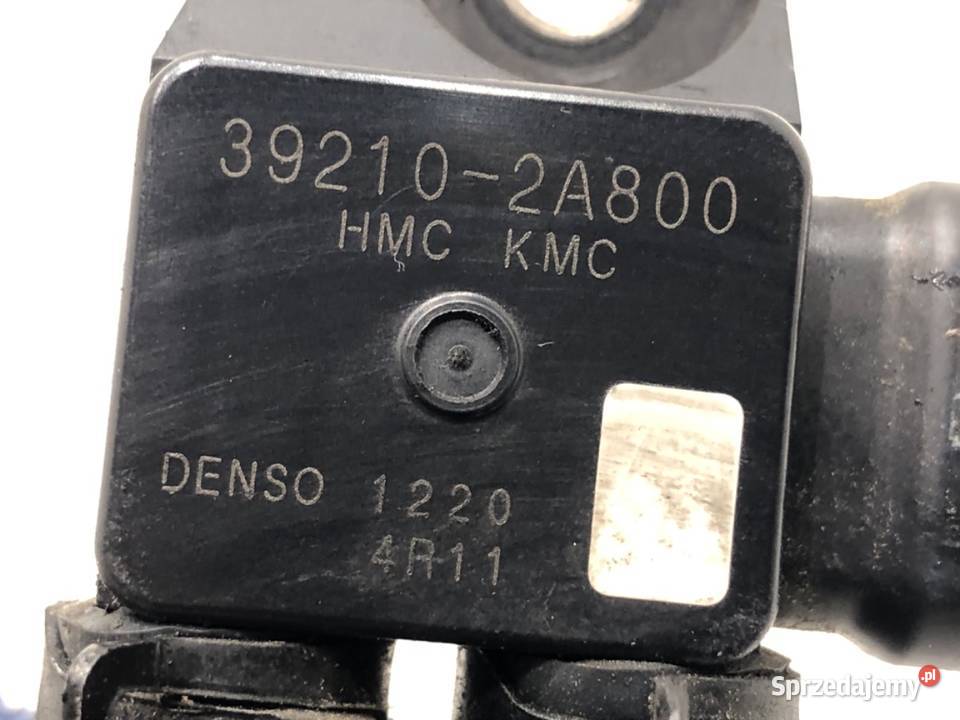 39210-2A800
HMC KMC
DENSO 1220
4R11
Sprzedajemy.pl